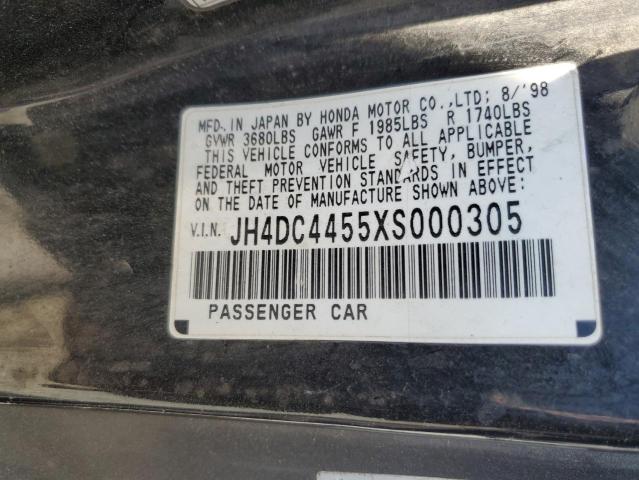 MFD. IN JAPAN BY HONDA MOTOR CO.,LTD; 8/'98
GVWR 3680LBS GAWR F 1985LBS R 1740LBS
THIS VEHICLE CONFORMS TO ALL APPLICABLE
FEDERAL MOTOR VEHICLE SAFETY, BUMPER,
AND THEFT PREVENTION STANDARDS IN EFFECT
ON THE DATE OF MANUFACTURE SHOWN ABOVE:
V.I.N. JH4DC4455XS000305
PASSENGER CAR